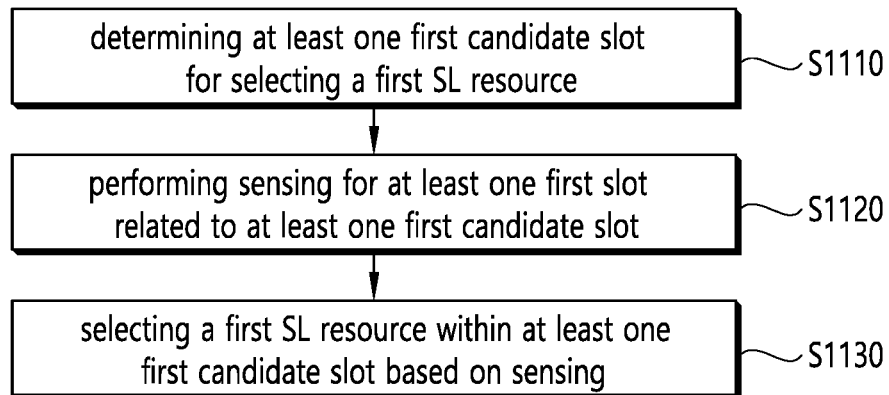 determining at least one first candidate slot
for selecting a first SL resource
S1110
performing sensing for at least one first slot
related to at least one first candidate slot
S1120
selecting a first SL resource within at least one
first candidate slot based on sensing
S1130